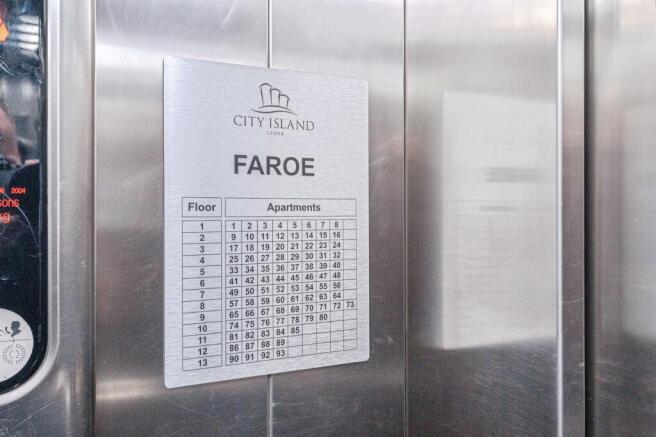 CITY ISLAND
LEEDS
FAROE
Floor Apartments
1 1 2 3 4 5 6 7 8
2 9 10 11 12 13 14 15 16
3 17 18 19 20 21 22 23 24
4 25 26 27 28 29 30 31 32
5 33 34 35 36 37 38 39 40
6 41 42 43 44 45 46 47 48
7 49 50 51 52 53 54 55 56
8 57 58 59 60 61 62 63 64
9 65 66 67 68 69 70 71 72 73
10 74 75 76 77 78 79 80
11 81 82 83 84 85
12 86 87 88 89
13 90 91 92 93
2004
sons
kg